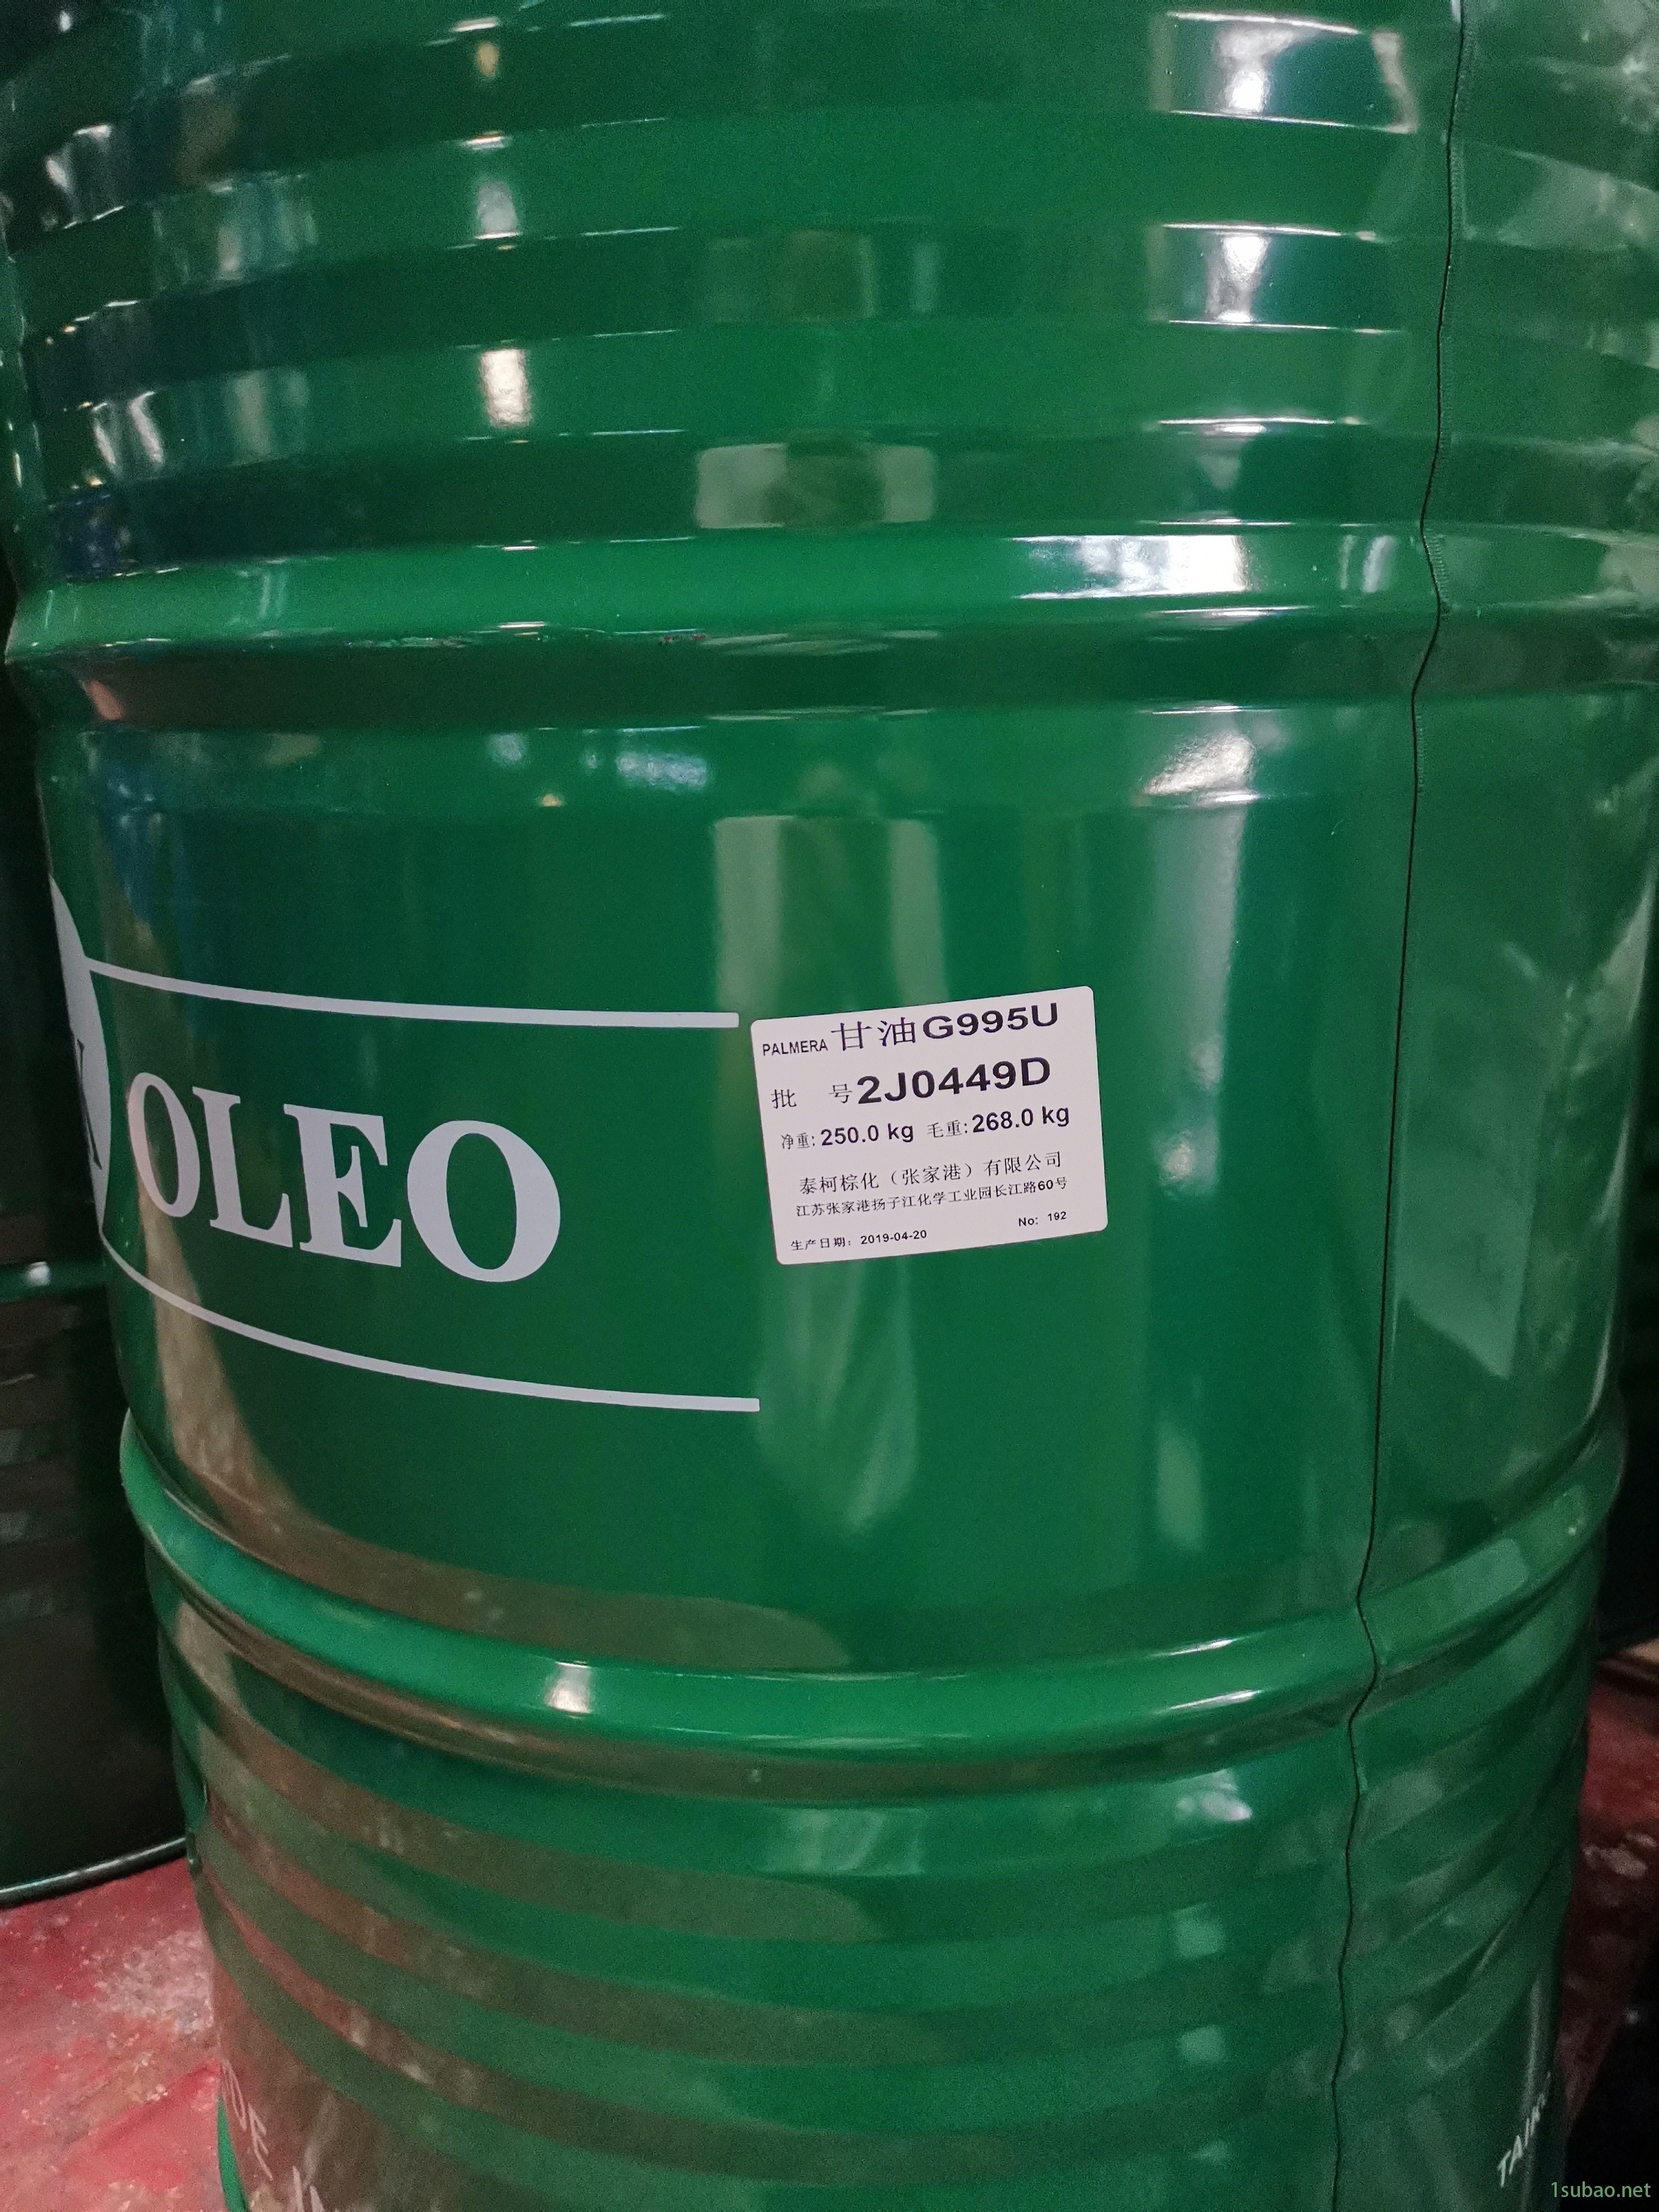 OLEO
PALMERA 甘油G995U
批 号2J0449D
净重: 250.0 kg 毛重: 268.0 kg
泰柯棕化（张家港）有限公司
江苏张家港扬子江化学工业园长江路60号
No: 192
生产日期: 2019-04-20
1subao.net